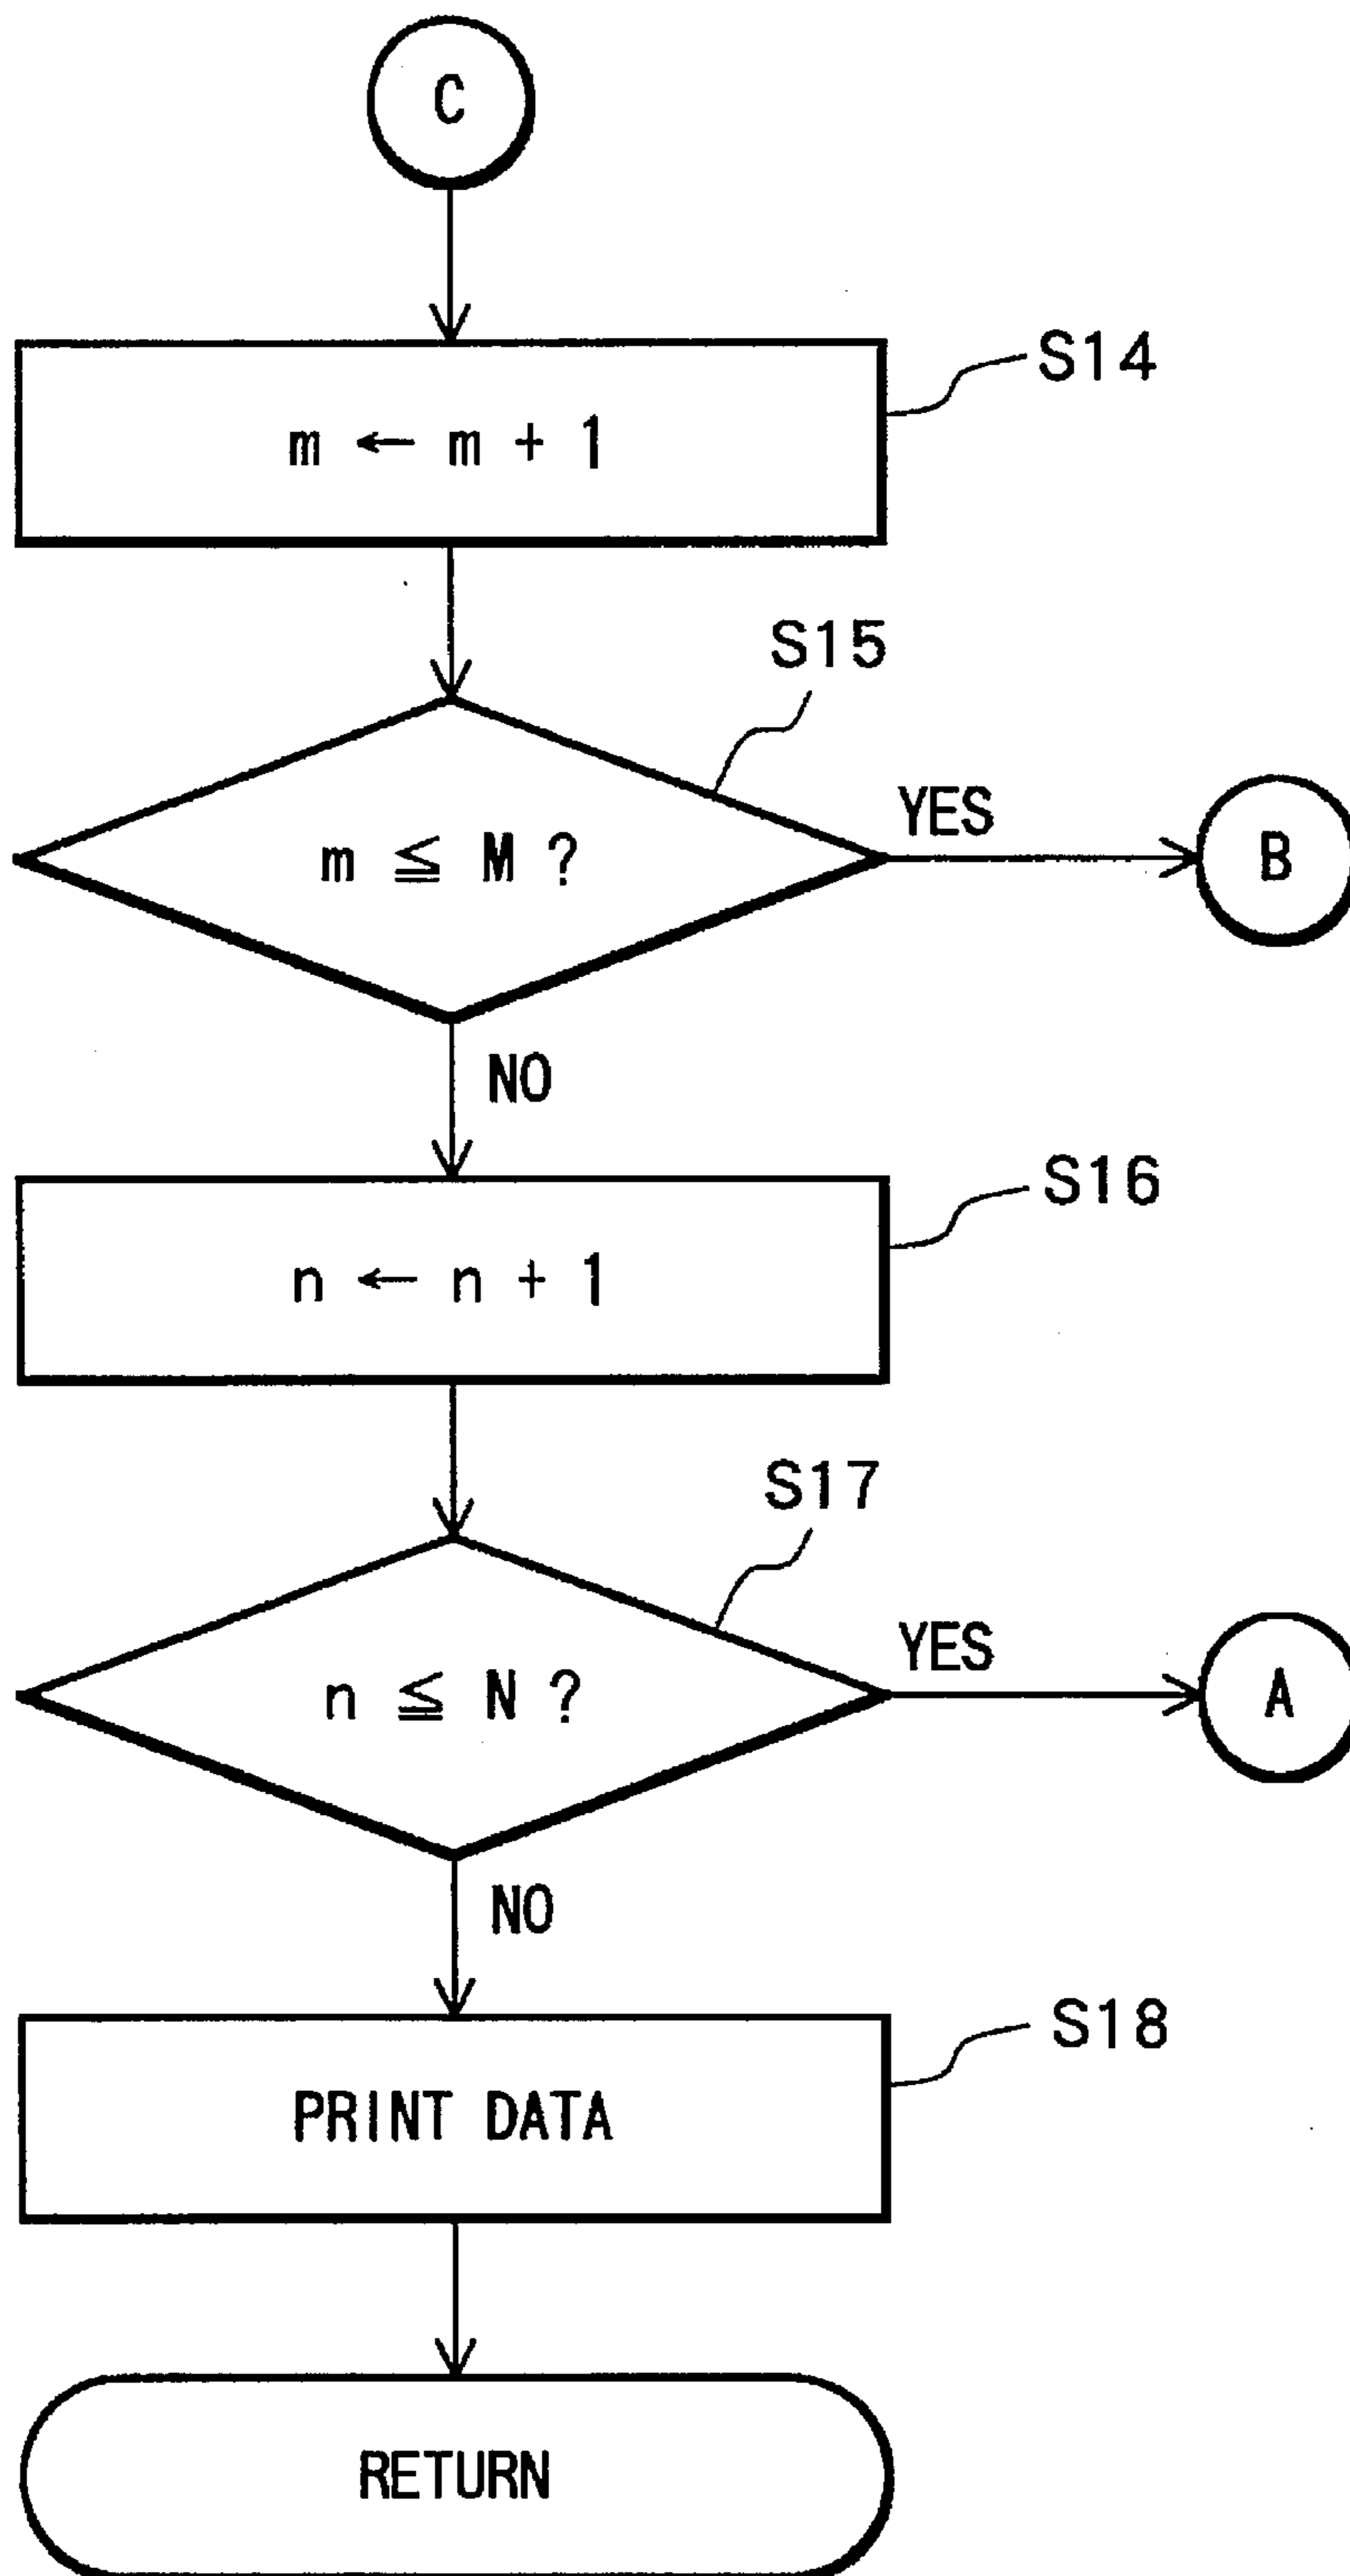 C
S14
m ← m + 1
S15
m ≦ M ?
YES
B
NO
S16
n ← n + 1
S17
n ≦ N ?
YES
A
NO
S18
PRINT DATA
RETURN